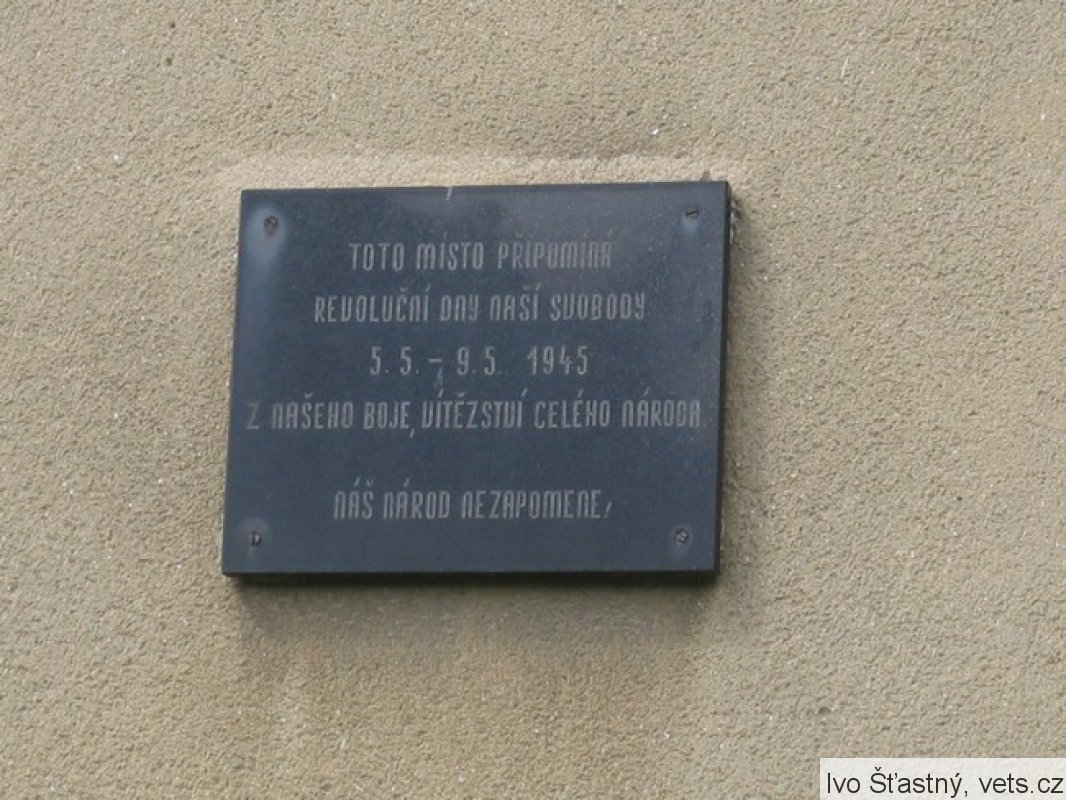 TOTO MÍSTO PŘIPOMÍNÁ
REVOLUČNÍ DNY NAŠÍ SVOBODY
5. 5. – 9. 5. 1945
Z NAŠEHO BOJE, VÍTĚZSTVÍ CELÉHO NÁRODA.
NÁŠ NÁROD NEZAPOMENE!
Ivo Šťastný, vets.cz